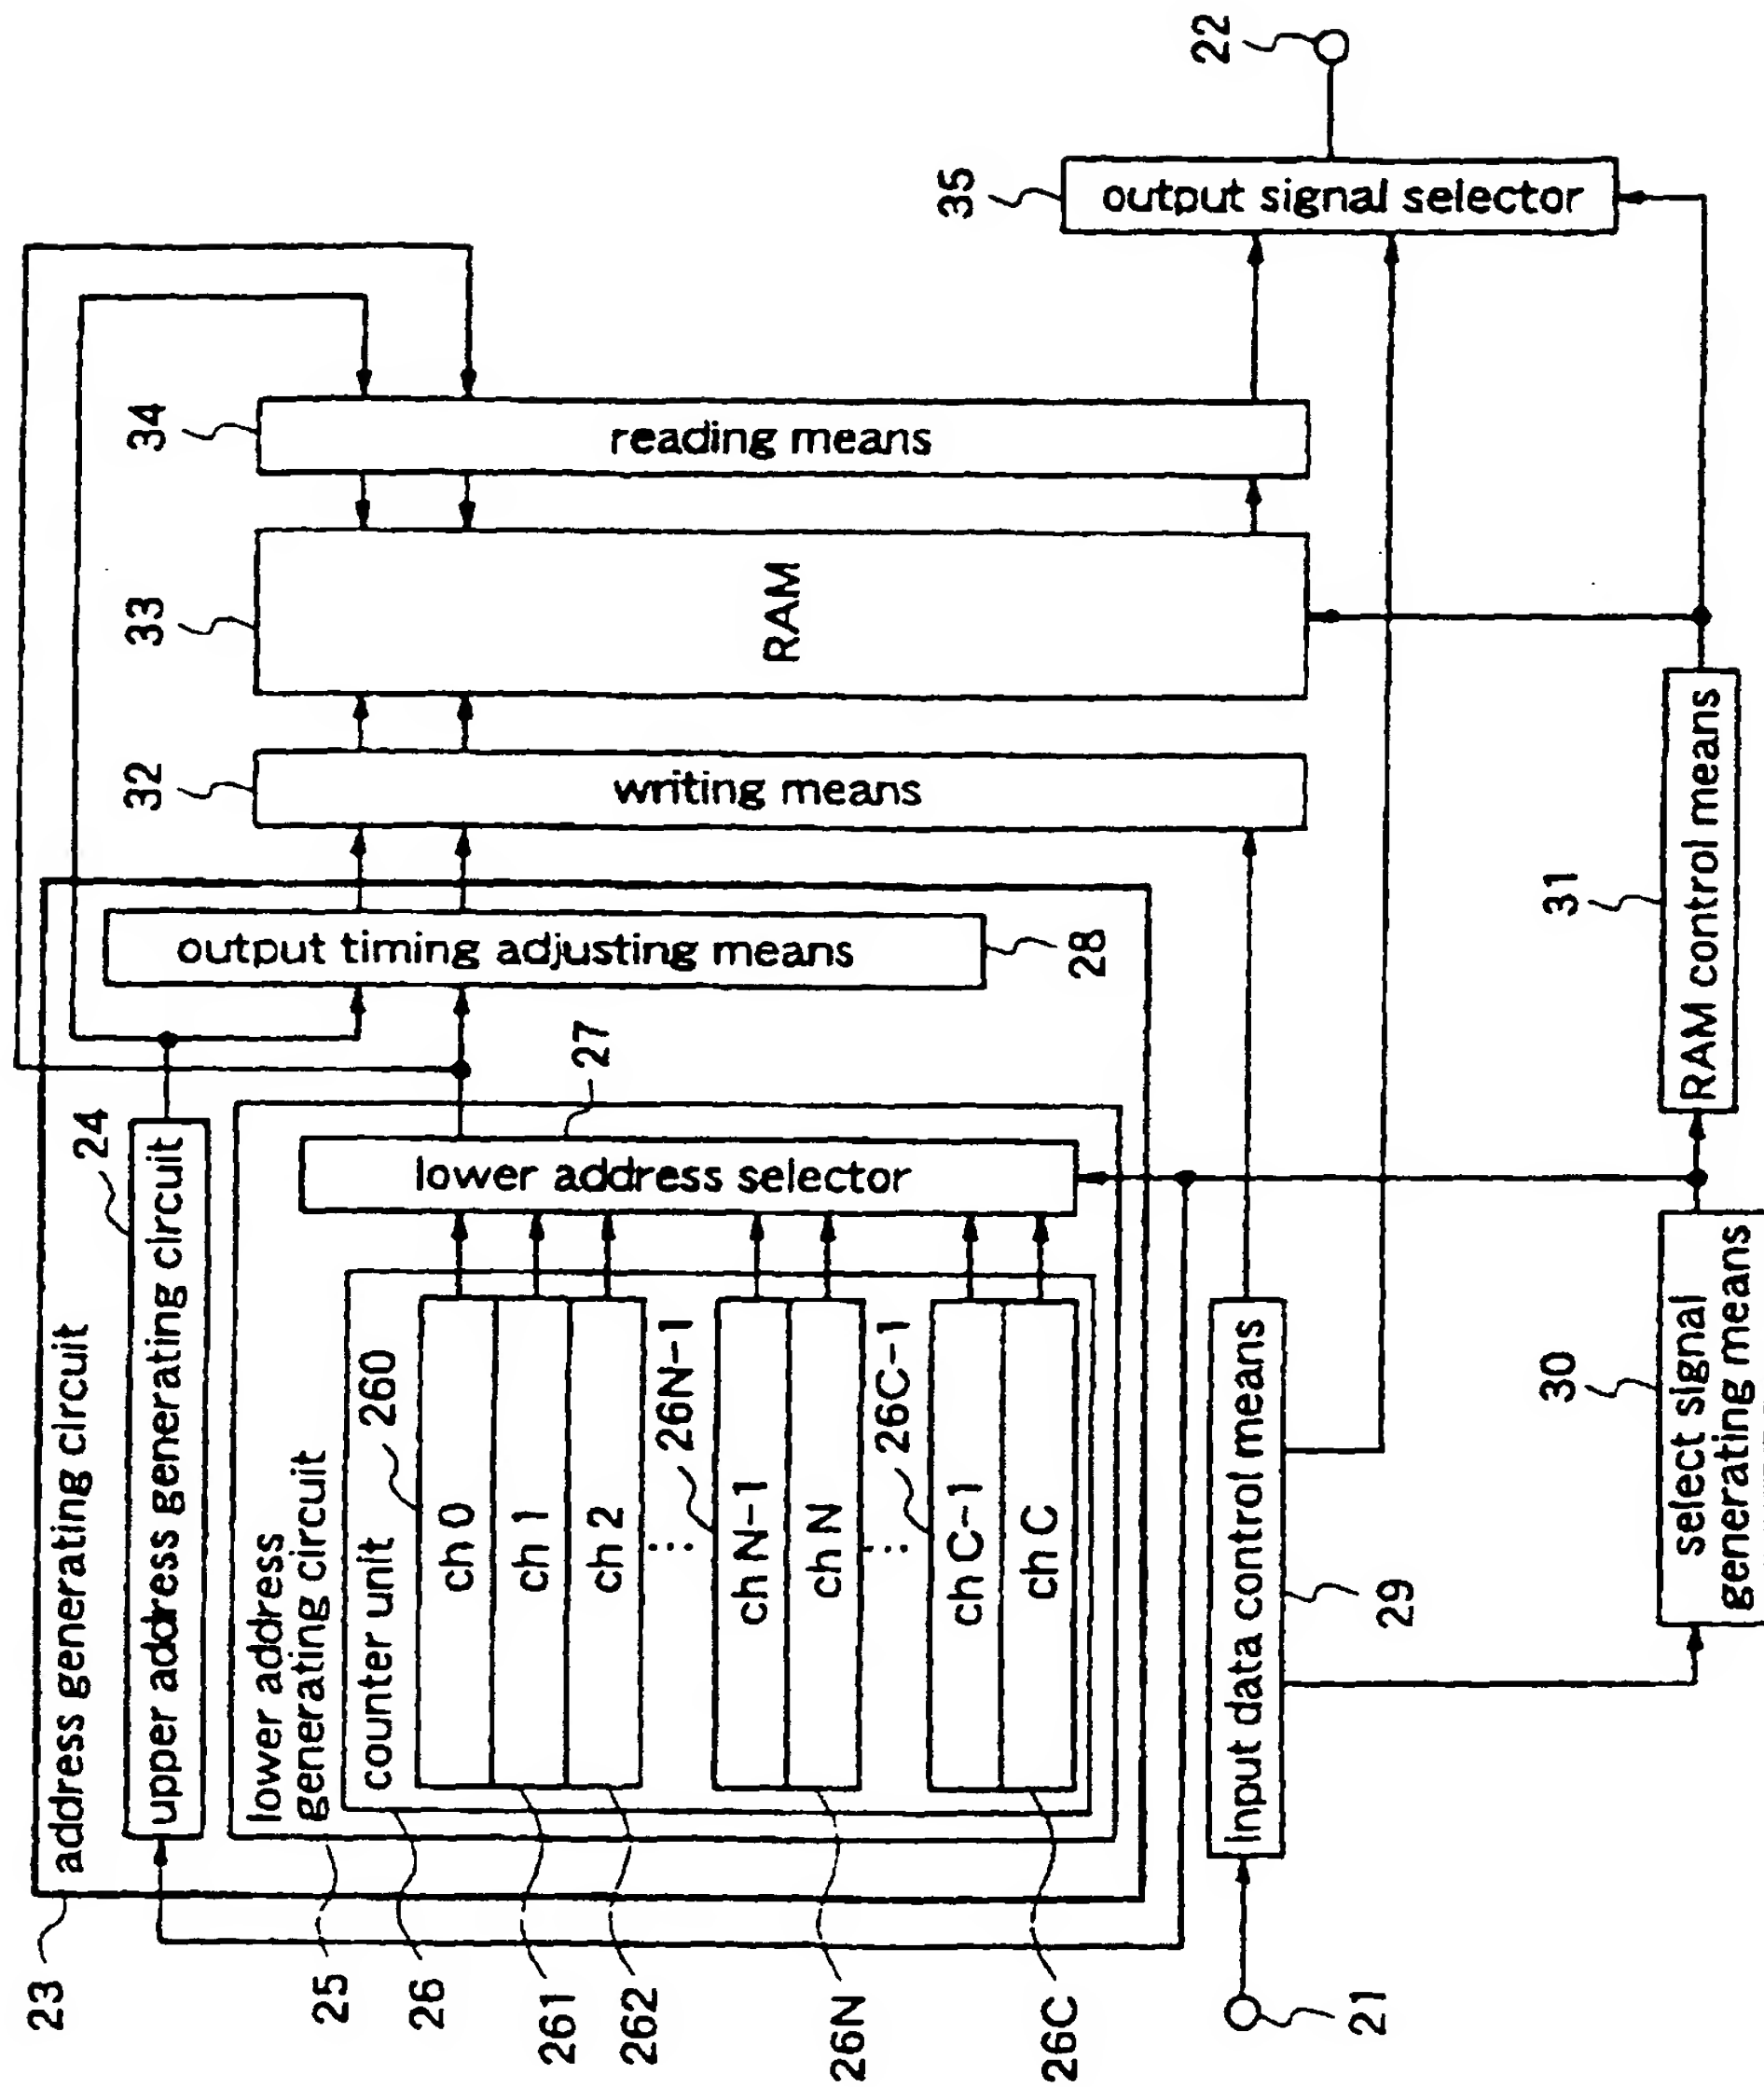 23
address generating circuit
24
upper address generating circuit
25
lower address
generating circuit
26
counter unit
260
ch 0
261
ch 1
262
ch 2
26N-1
ch N-1
26N
ch N
26C-1
ch C-1
26C
ch C
27
lower address selector
output timing adjusting means
28
32
writing means
33
RAM
34
reading means
35
output signal selector
22
21
Input data control means
29
30
select signal
generating means
31
RAM control means